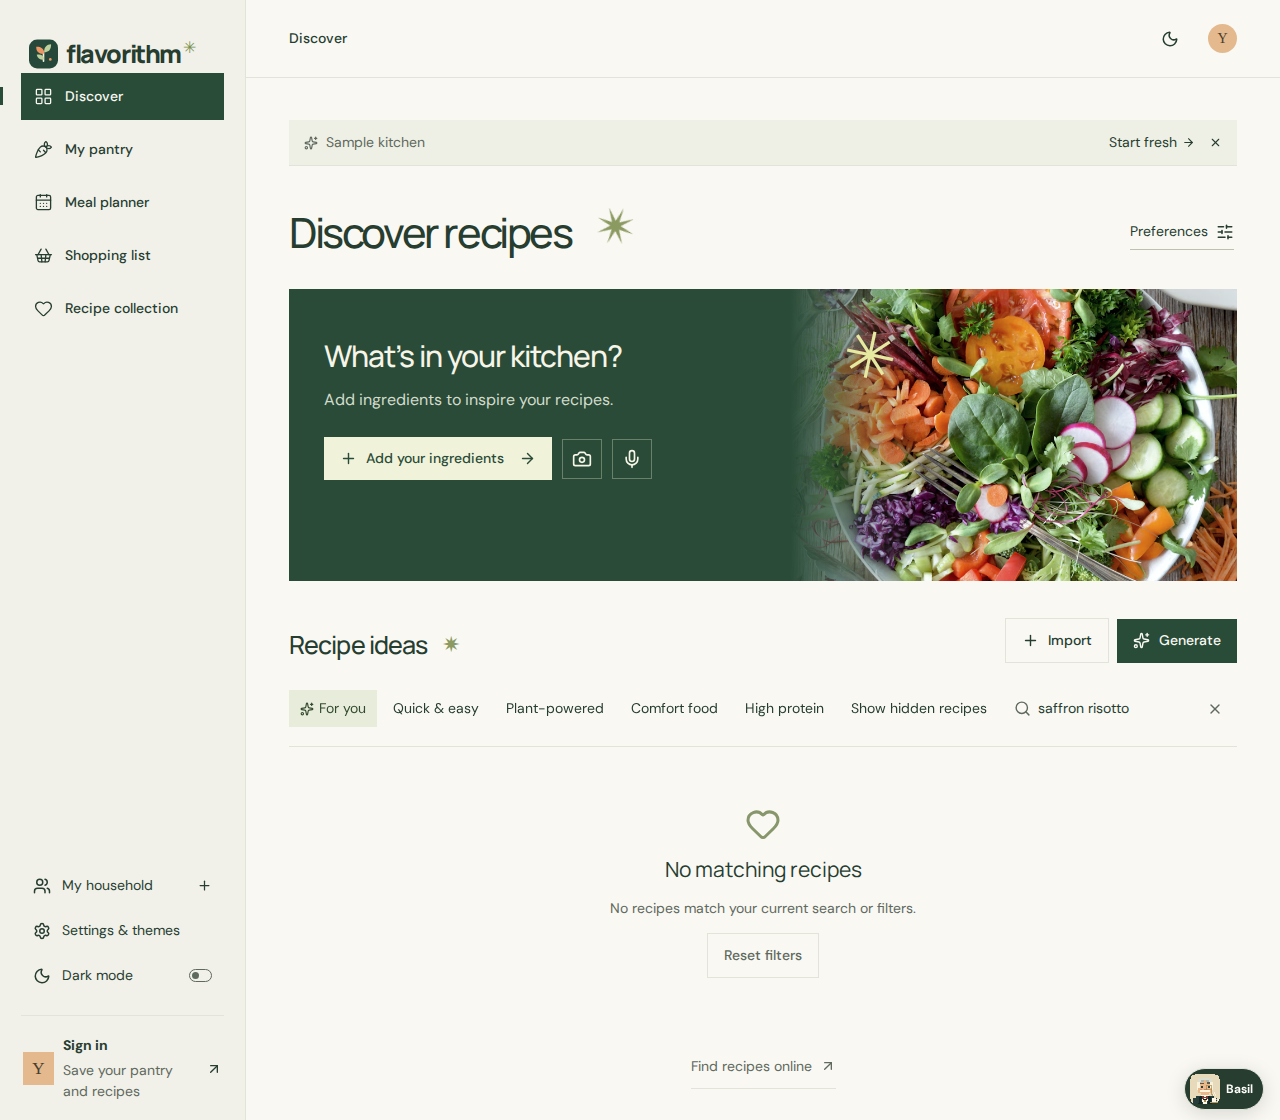 flavorithm
Discover
My pantry
Meal planner
Shopping list
Recipe collection
My household
Settings & themes
Dark mode
Y
Sign in
Save your pantry
and recipes
Discover
Y
Sample kitchen
Start fresh
Discover recipes
Preferences
What's in your kitchen?
Add ingredients to inspire your recipes.
Add your ingredients
Recipe ideas
Import
Generate
For you
Quick & easy
Plant-powered
Comfort food
High protein
Show hidden recipes
saffron risotto
No matching recipes
No recipes match your current search or filters.
Reset filters
Find recipes online
Basil